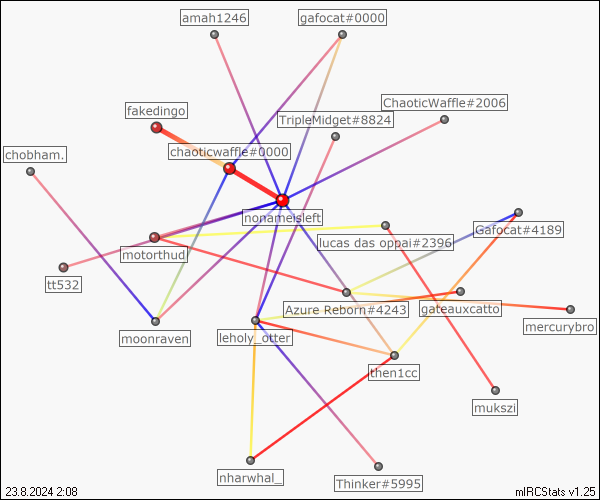 amah1246
gafocat#0000
ChaoticWaffle#2006
fakedingo
TripleMidget#8824
chaoticwaffle#0000
chobham.
nonameisleft
Gafocat#4189
lucas das oppai#2396
motorthud
tt532
Azure Reborn#4243
gateauxcatto
mercurybro
moonraven
leholy_otter
then1cc
mukszi
nharwhal_
Thinker#5995
23.8.2024 2:08
mIRCStats v1.25